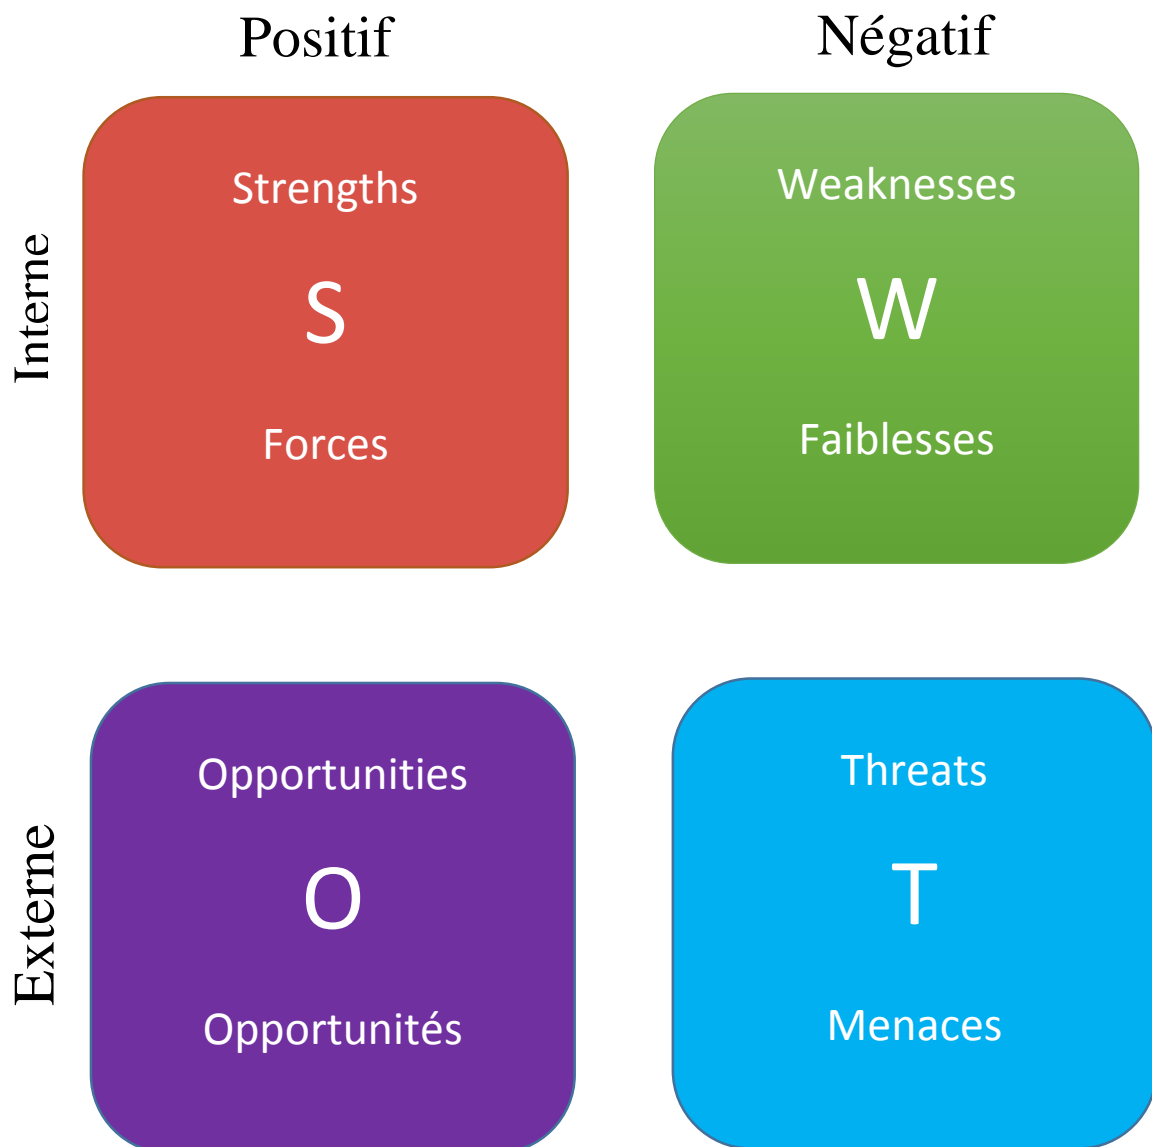 Positif
Négatif
Interne
Strengths
S
Forces
Weaknesses
W
Faiblesses
Externe
Opportunities
O
Opportunités
Threats
T
Menaces